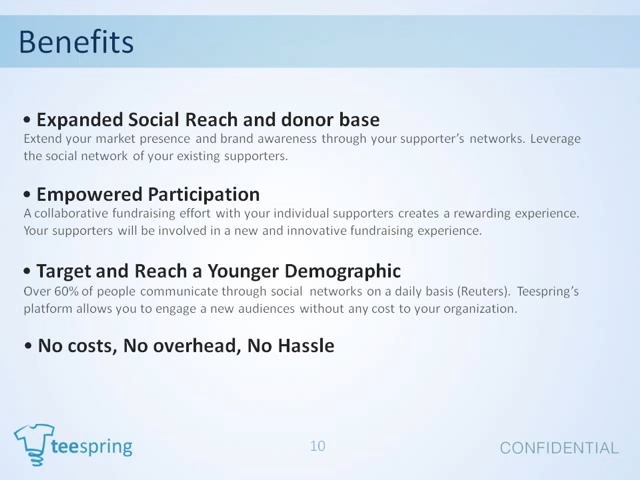 Benefits
• Expanded Social Reach and donor base
Extend your market presence and brand awareness through your supporter's networks. Leverage
the social network of your existing supporters.
• Empowered Participation
A collaborative fundraising effort with your individual supporters creates a rewarding experience.
Your supporters will be involved in a new and innovative fundraising experience.
• Target and Reach a Younger Demographic
Over 60% of people communicate through social networks on a daily basis (Reuters). Teespring's
platform allows you to engage a new audiences without any cost to your organization.
• No costs, No overhead, No Hassle
teespring
10
CONFIDENTIAL